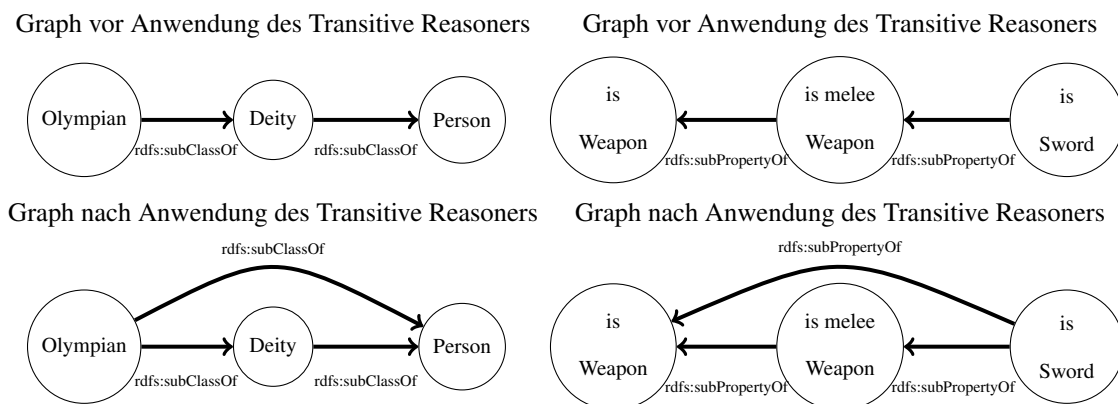 Graph vor Anwendung des Transitive Reasoners
Olympian
Deity
Person
rdfs:subClassOf
rdfs:subClassOf
Graph vor Anwendung des Transitive Reasoners
is
Weapon
is melee
Weapon
is
Sword
rdfs:subPropertyOf
rdfs:subPropertyOf
Graph nach Anwendung des Transitive Reasoners
rdfs:subClassOf
Olympian
Deity
Person
rdfs:subClassOf
rdfs:subClassOf
Graph nach Anwendung des Transitive Reasoners
rdfs:subPropertyOf
is
Weapon
is melee
Weapon
is
Sword
rdfs:subPropertyOf
rdfs:subPropertyOf